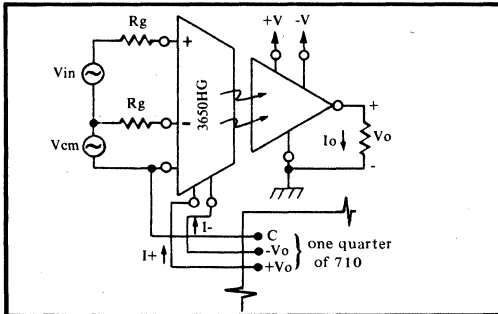 +V -V
Rg
+
Vin
Rg
-
3650HG
Vcm
+
Io
Vo
-
I-
I+
C
-Vo
+Vo
one quarter
of 710